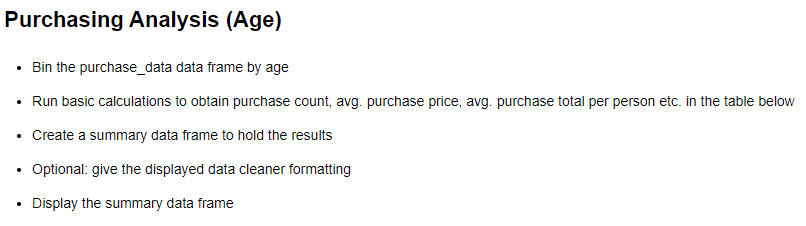 Purchasing Analysis (Age)
• Bin the purchase_data data frame by age
• Run basic calculations to obtain purchase count, avg. purchase price, avg. purchase total per person etc. in the table below
• Create a summary data frame to hold the results
• Optional: give the displayed data cleaner formatting
• Display the summary data frame